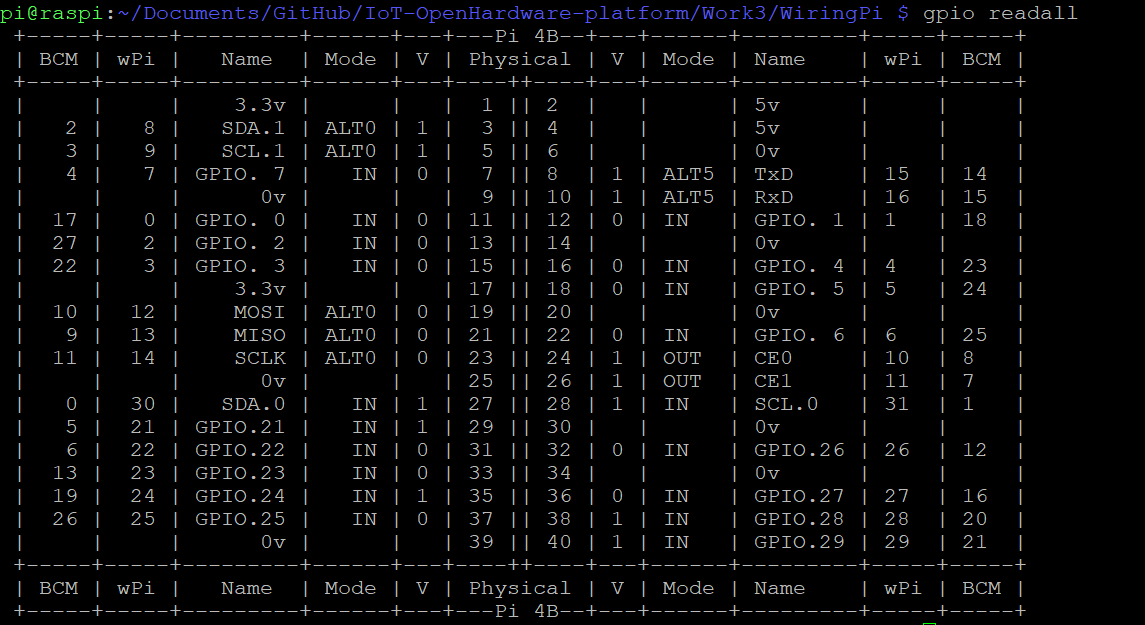 pi@raspi:~/Documents/GitHub/IoT-OpenHardware-platform/Work3/WiringPi $ gpio readall
 +-----+-----+---------+------+---+---Pi 4B--+---+------+---------+-----+-----+
 | BCM | wPi |   Name  | Mode | V | Physical | V | Mode | Name    | wPi | BCM |
 +-----+-----+---------+------+---+----++----+---+------+---------+-----+-----+
 |     |     |    3.3v |      |   |  1 || 2  |   |      | 5v      |     |     |
 |   2 |   8 |   SDA.1 | ALT0 | 1 |  3 || 4  |   |      | 5v      |     |     |
 |   3 |   9 |   SCL.1 | ALT0 | 1 |  5 || 6  |   |      | 0v      |     |     |
 |   4 |   7 | GPIO. 7 |   IN | 0 |  7 || 8  | 1 | ALT5 | TxD     | 15  | 14  |
 |     |     |      0v |      |   |  9 || 10 | 1 | ALT5 | RxD     | 16  | 15  |
 |  17 |   0 | GPIO. 0 |   IN | 0 | 11 || 12 | 0 | IN   | GPIO. 1 | 1   | 18  |
 |  27 |   2 | GPIO. 2 |   IN | 0 | 13 || 14 |   |      | 0v      |     |     |
 |  22 |   3 | GPIO. 3 |   IN | 0 | 15 || 16 | 0 | IN   | GPIO. 4 | 4   | 23  |
 |     |     |    3.3v |      |   | 17 || 18 | 0 | IN   | GPIO. 5 | 5   | 24  |
 |  10 |  12 |    MOSI | ALT0 | 0 | 19 || 20 |   |      | 0v      |     |     |
 |   9 |  13 |    MISO | ALT0 | 0 | 21 || 22 | 0 | IN   | GPIO. 6 | 6   | 25  |
 |  11 |  14 |    SCLK | ALT0 | 0 | 23 || 24 | 1 | OUT  | CE0     | 10  | 8   |
 |     |     |      0v |      |   | 25 || 26 | 1 | OUT  | CE1     | 11  | 7   |
 |   0 |  30 |   SDA.0 |   IN | 1 | 27 || 28 | 1 | IN   | SCL.0   | 31  | 1   |
 |   5 |  21 | GPIO.21 |   IN | 1 | 29 || 30 |   |      | 0v      |     |     |
 |   6 |  22 | GPIO.22 |   IN | 0 | 31 || 32 | 0 | IN   | GPIO.26 | 26  | 12  |
 |  13 |  23 | GPIO.23 |   IN | 0 | 33 || 34 |   |      | 0v      |     |     |
 |  19 |  24 | GPIO.24 |   IN | 1 | 35 || 36 | 0 | IN   | GPIO.27 | 27  | 16  |
 |  26 |  25 | GPIO.25 |   IN | 0 | 37 || 38 | 1 | IN   | GPIO.28 | 28  | 20  |
 |     |     |      0v |      |   | 39 || 40 | 1 | IN   | GPIO.29 | 29  | 21  |
 +-----+-----+---------+------+---+----++----+---+------+---------+-----+-----+
 | BCM | wPi |   Name  | Mode | V | Physical | V | Mode | Name    | wPi | BCM |
 +-----+-----+---------+------+---+---Pi 4B--+---+------+---------+-----+-----+